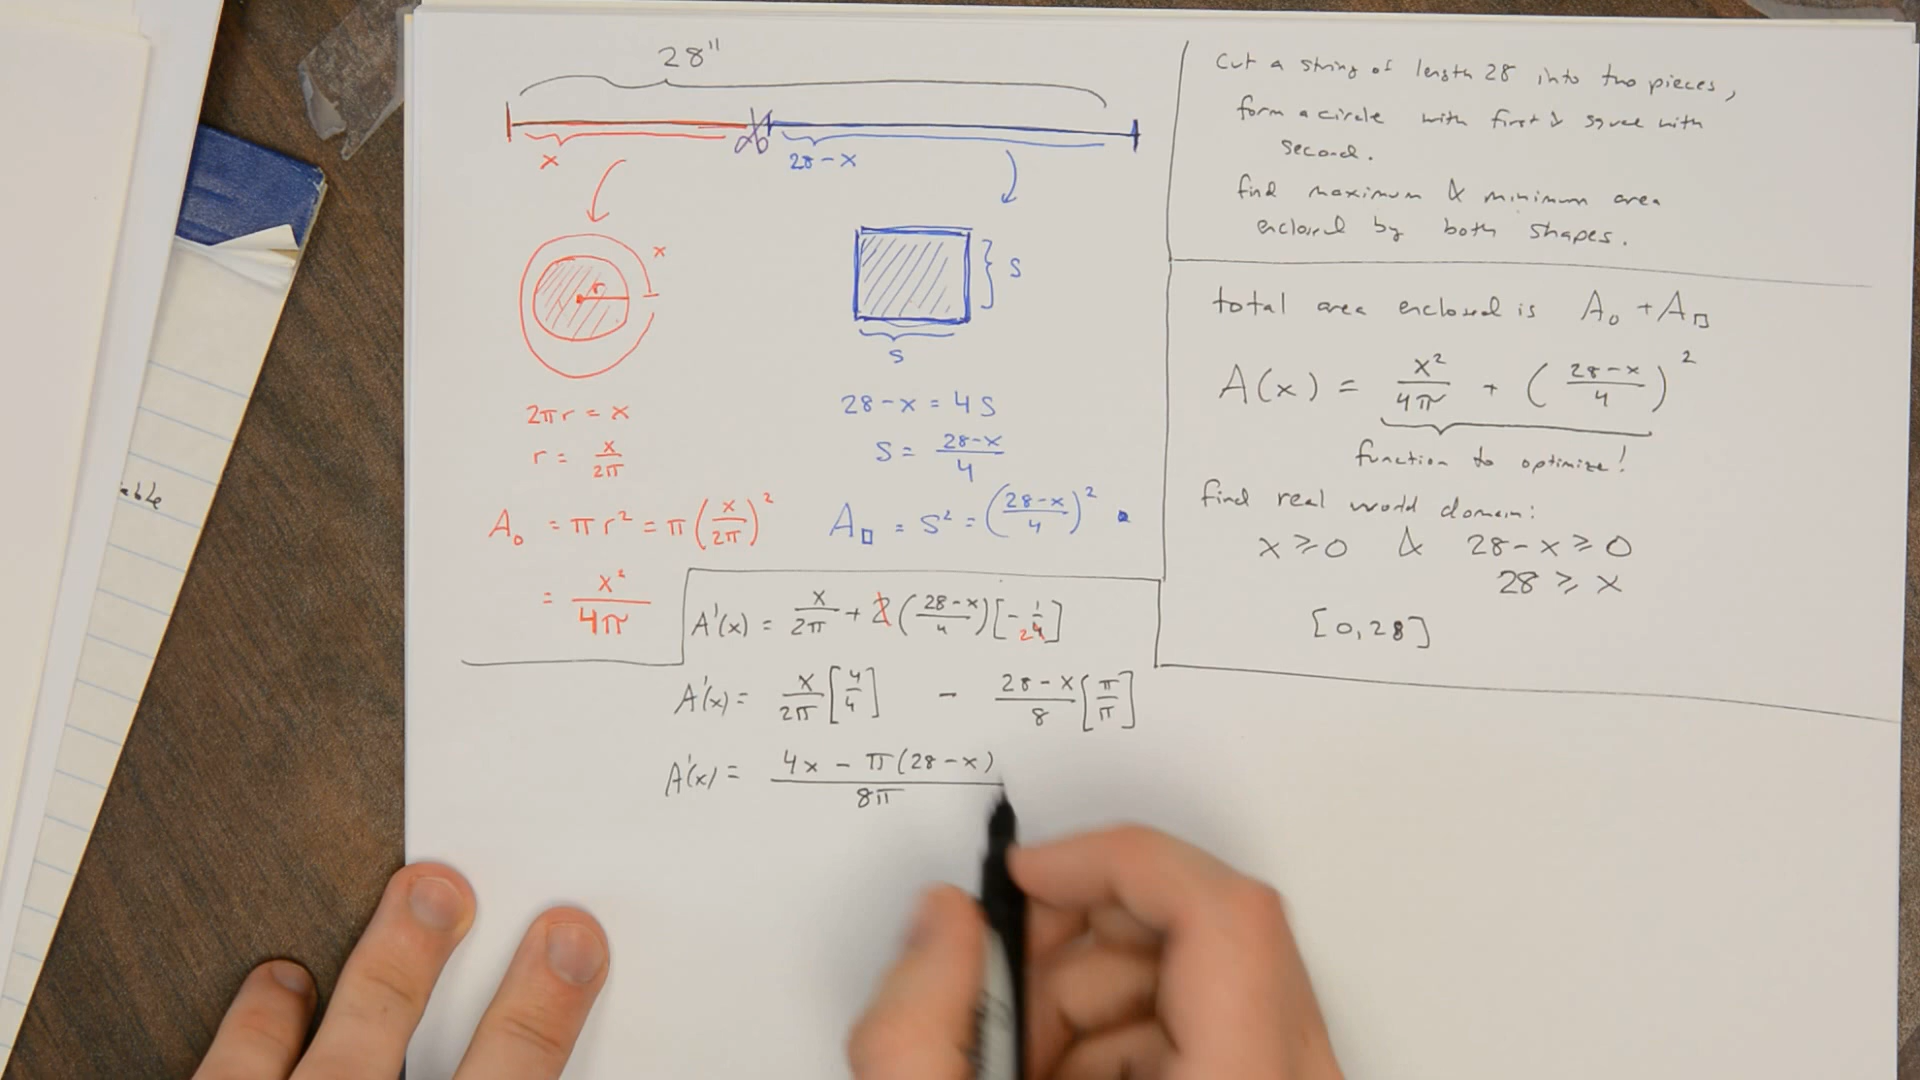 28"
x
28-x
x
r
s
s
2πr = x
r = x/2π
A○ = πr² = π(x/2π)²
= x²/4π
28-x = 4s
s = (28-x)/4
A□ = s² = ((28-x)/4)²
Cut a string of length 28 into two pieces,
form a circle with first & square with
second.
find maximum & minimum area
enclosed by both shapes.
total area enclosed is A○ + A□
A(x) = x²/4π + ((28-x)/4)²
function to optimize!
find real world domain:
x ≥ 0 & 28-x ≥ 0
28 ≥ x
[0,28]
A'(x) = x/2π + 2((28-x)/4)[-1/4]
2
A'(x) = x/2π [4/4] - (28-x)/8 [π/π]
A'(x) = (4x - π(28-x))/8π
able